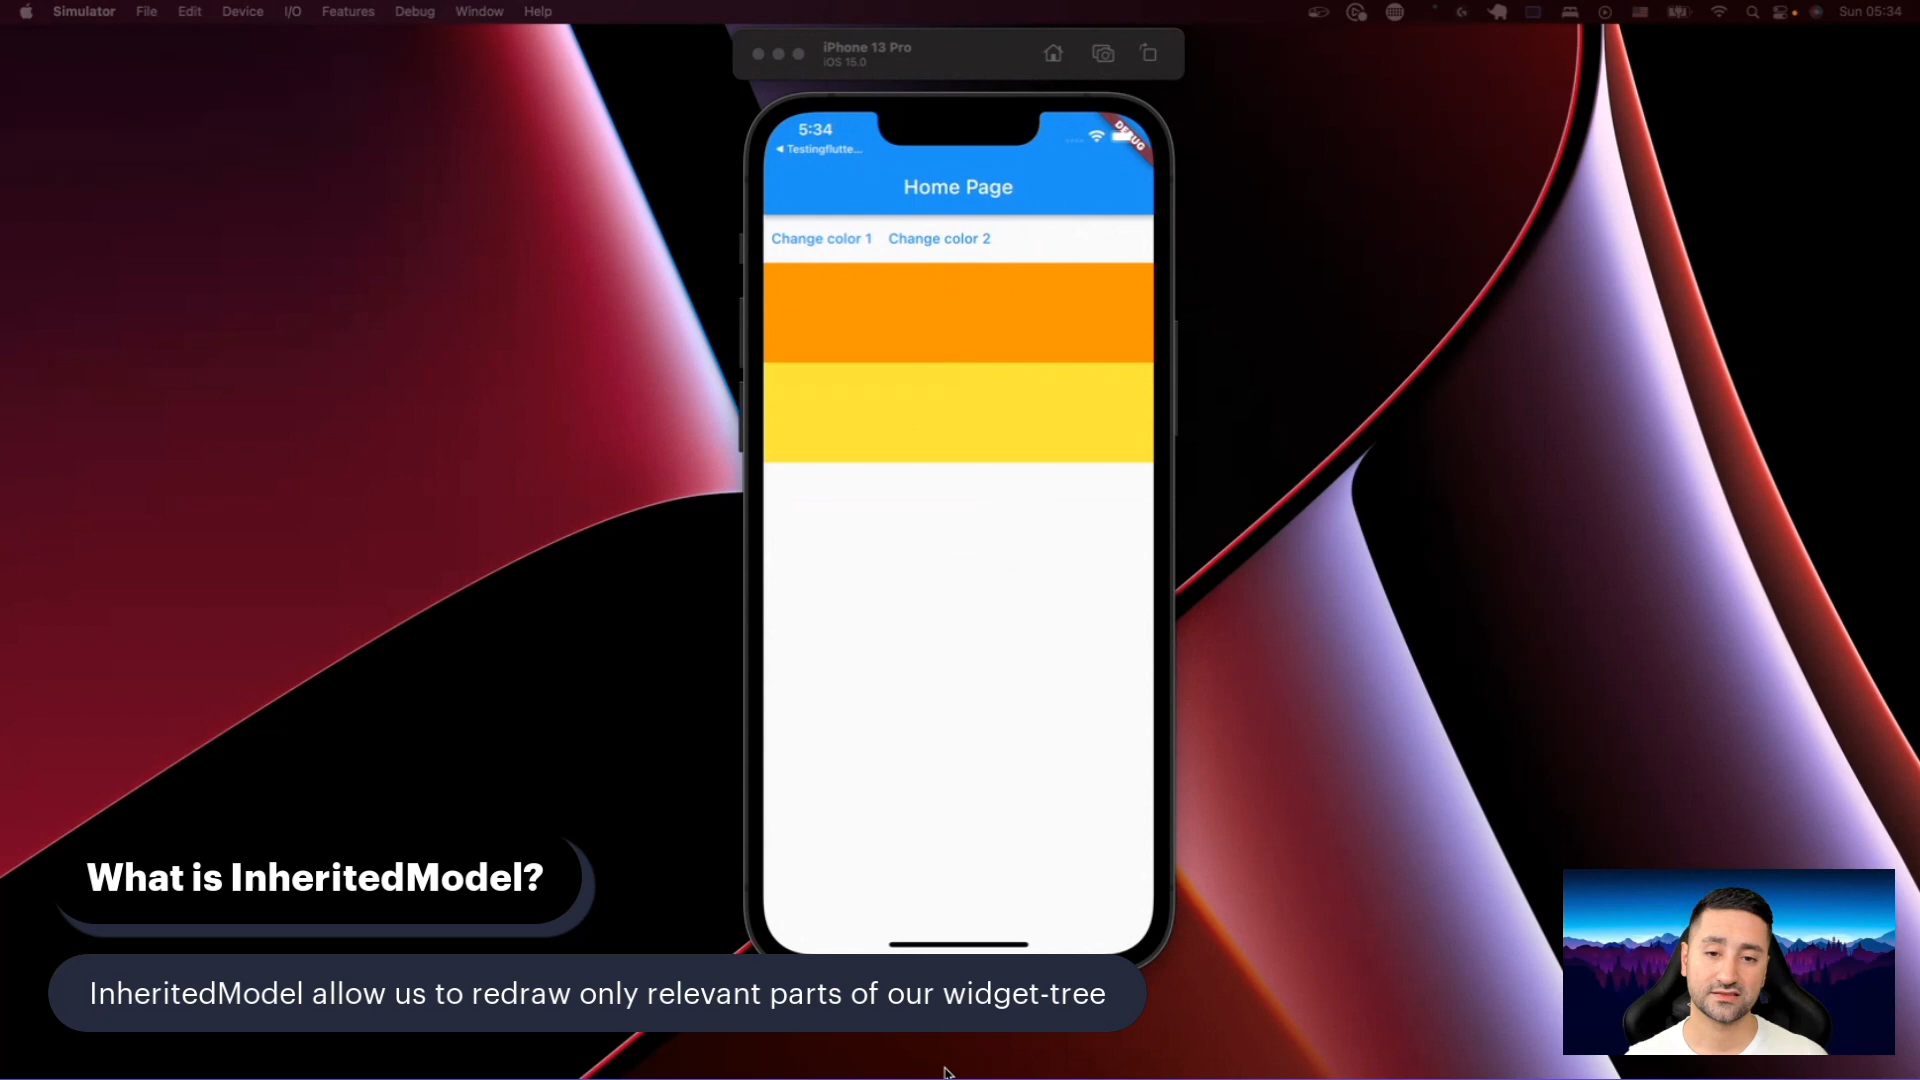 Simulator File Edit Device I/O Features Debug Window Help
Sun 05:34
iPhone 13 Pro
iOS 15.0
5:34
◀ Testingflutte...
DEBUG
Home Page
Change color 1 Change color 2
What is InheritedModel?
InheritedModel allow us to redraw only relevant parts of our widget-tree